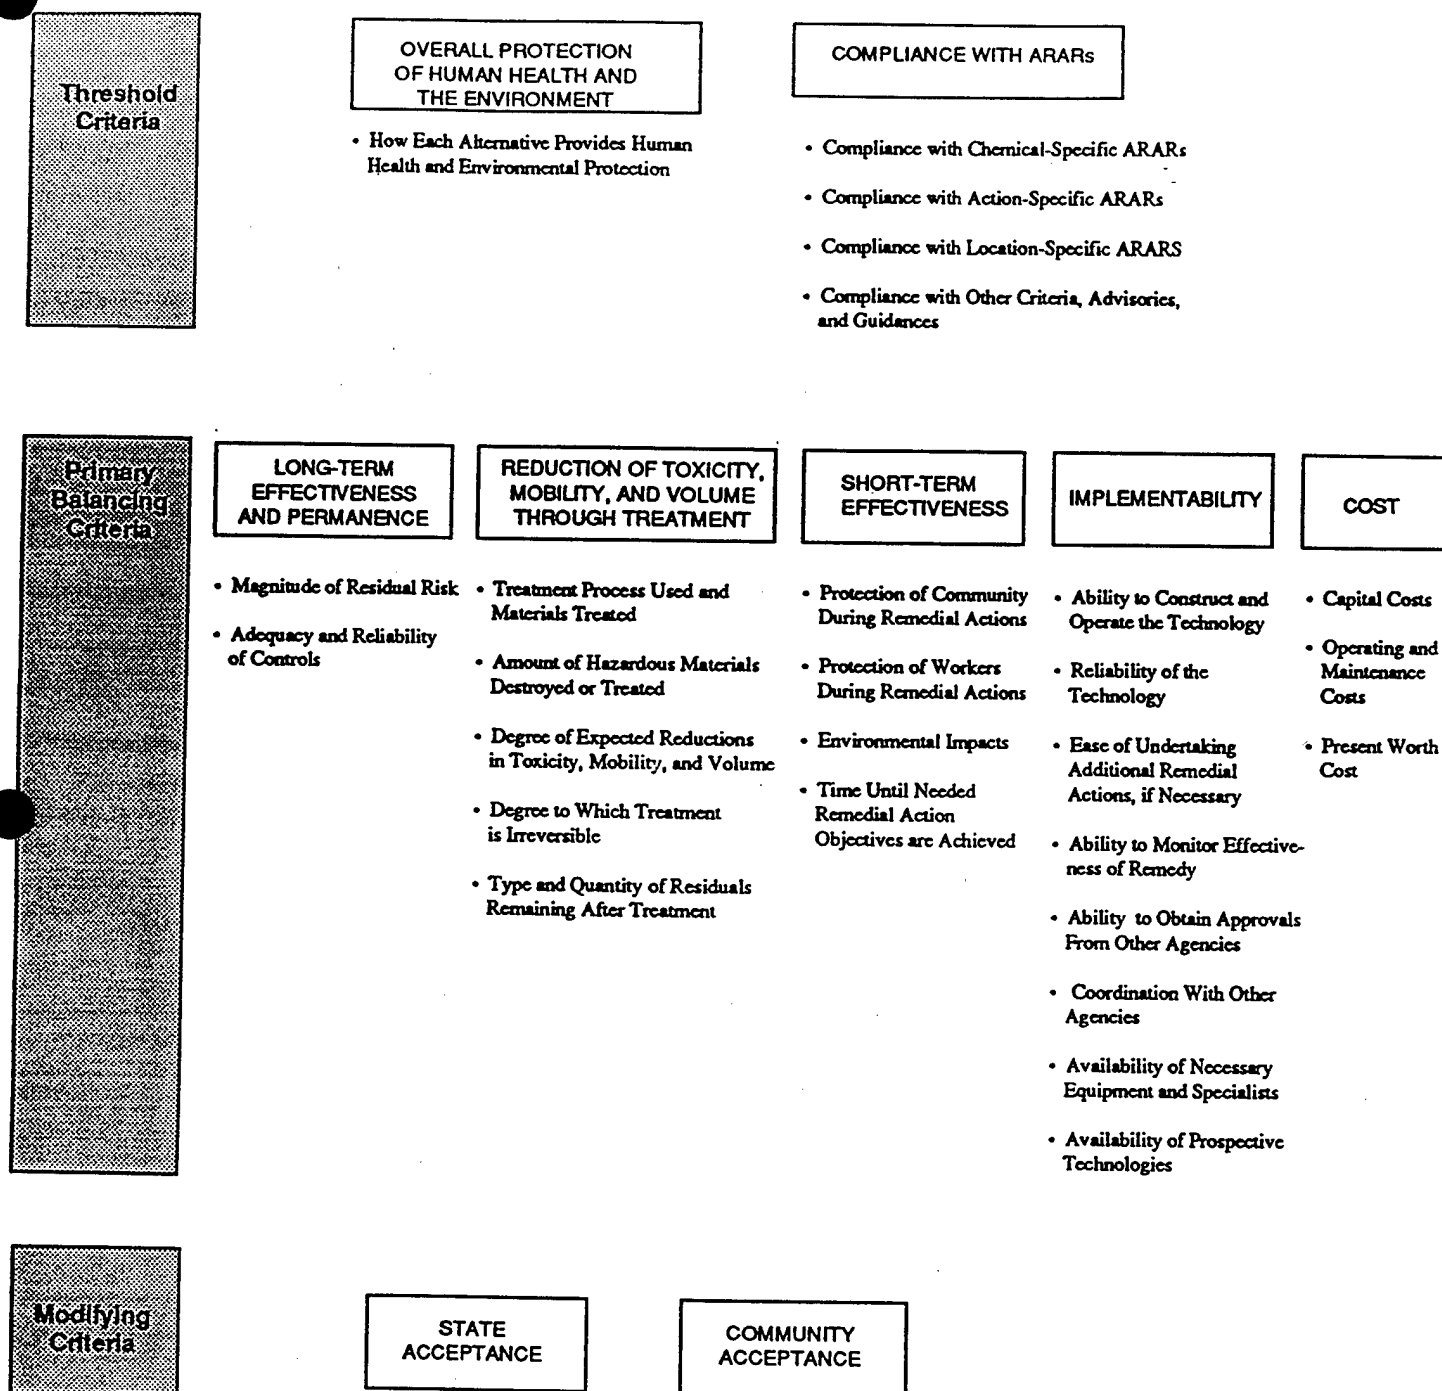 Threshold
Criteria
OVERALL PROTECTION
OF HUMAN HEALTH AND
THE ENVIRONMENT
• How Each Alternative Provides Human
Health and Environmental Protection
COMPLIANCE WITH ARARs
• Compliance with Chemical-Specific ARARs
• Compliance with Action-Specific ARARs
• Compliance with Location-Specific ARARS
• Compliance with Other Criteria, Advisories,
and Guidances
Primary
Balancing
Criteria
LONG-TERM
EFFECTIVENESS
AND PERMANENCE
• Magnitude of Residual Risk
• Adequacy and Reliability
of Controls
REDUCTION OF TOXICITY,
MOBILITY, AND VOLUME
THROUGH TREATMENT
• Treatment Process Used and
Materials Treated
• Amount of Hazardous Materials
Destroyed or Treated
• Degree of Expected Reductions
in Toxicity, Mobility, and Volume
• Degree to Which Treatment
is Irreversible
• Type and Quantity of Residuals
Remaining After Treatment
SHORT-TERM
EFFECTIVENESS
• Protection of Community
During Remedial Actions
• Protection of Workers
During Remedial Actions
• Environmental Impacts
• Time Until Needed
Remedial Action
Objectives are Achieved
IMPLEMENTABILITY
• Ability to Construct and
Operate the Technology
• Reliability of the
Technology
• Ease of Undertaking
Additional Remedial
Actions, if Necessary
• Ability to Monitor Effective-
ness of Remedy
• Ability to Obtain Approvals
From Other Agencies
• Coordination With Other
Agencies
• Availability of Necessary
Equipment and Specialists
• Availability of Prospective
Technologies
COST
• Capital Costs
• Operating and
Maintenance
Costs
• Present Worth
Cost
Modifying
Criteria
STATE
ACCEPTANCE
COMMUNITY
ACCEPTANCE